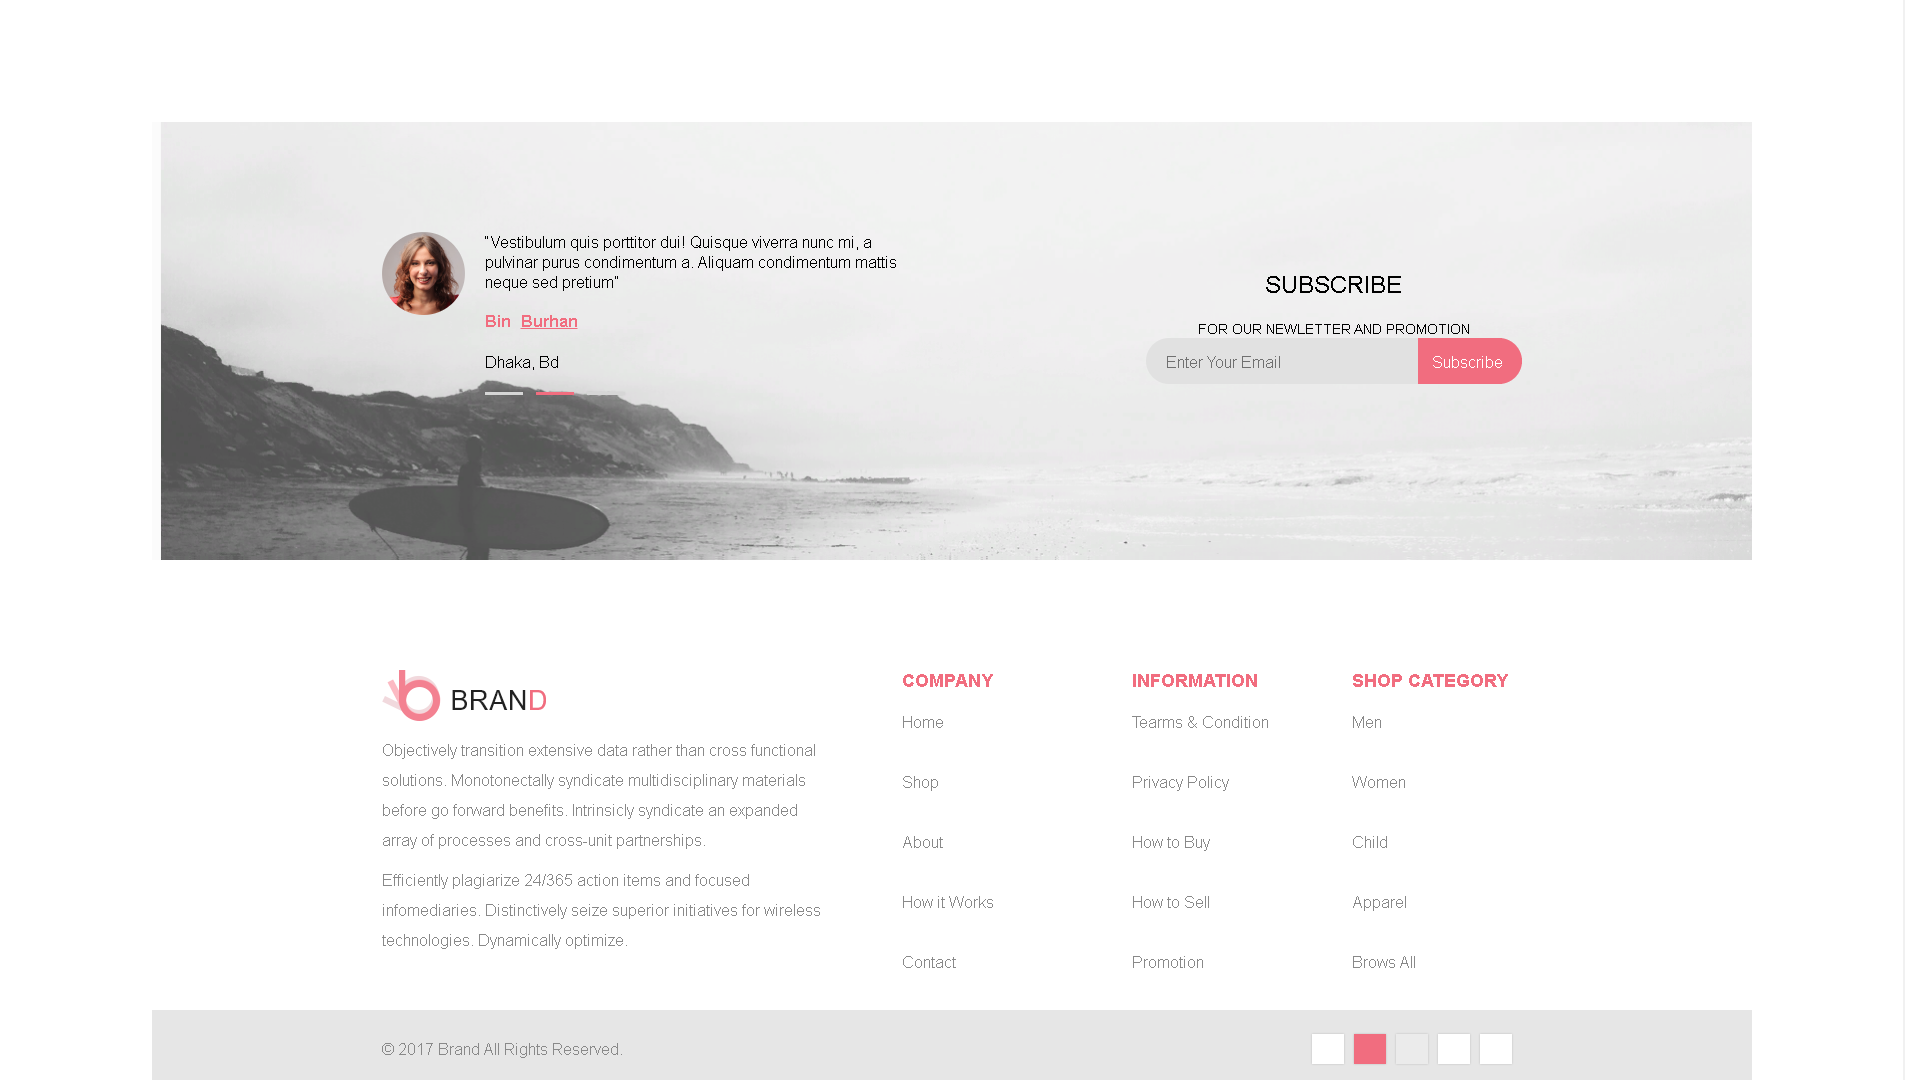 “Vestibulum quis porttitor dui! Quisque viverra nunc mi, a
pulvinar purus condimentum a. Aliquam condimentum mattis
neque sed pretium”
Bin Burhan
Dhaka, Bd
SUBSCRIBE
FOR OUR NEWLETTER AND PROMOTION
Enter Your Email
Subscribe
BRAND
Objectively transition extensive data rather than cross functional
solutions. Monotonectally syndicate multidisciplinary materials
before go forward benefits. Intrinsicly syndicate an expanded
array of processes and cross-unit partnerships.
Efficiently plagiarize 24/365 action items and focused
infomediaries. Distinctively seize superior initiatives for wireless
technologies. Dynamically optimize.
COMPANY
Home
Shop
About
How it Works
Contact
INFORMATION
Tearms & Condition
Privacy Policy
How to Buy
How to Sell
Promotion
SHOP CATEGORY
Men
Women
Child
Apparel
Brows All
© 2017 Brand All Rights Reserved.